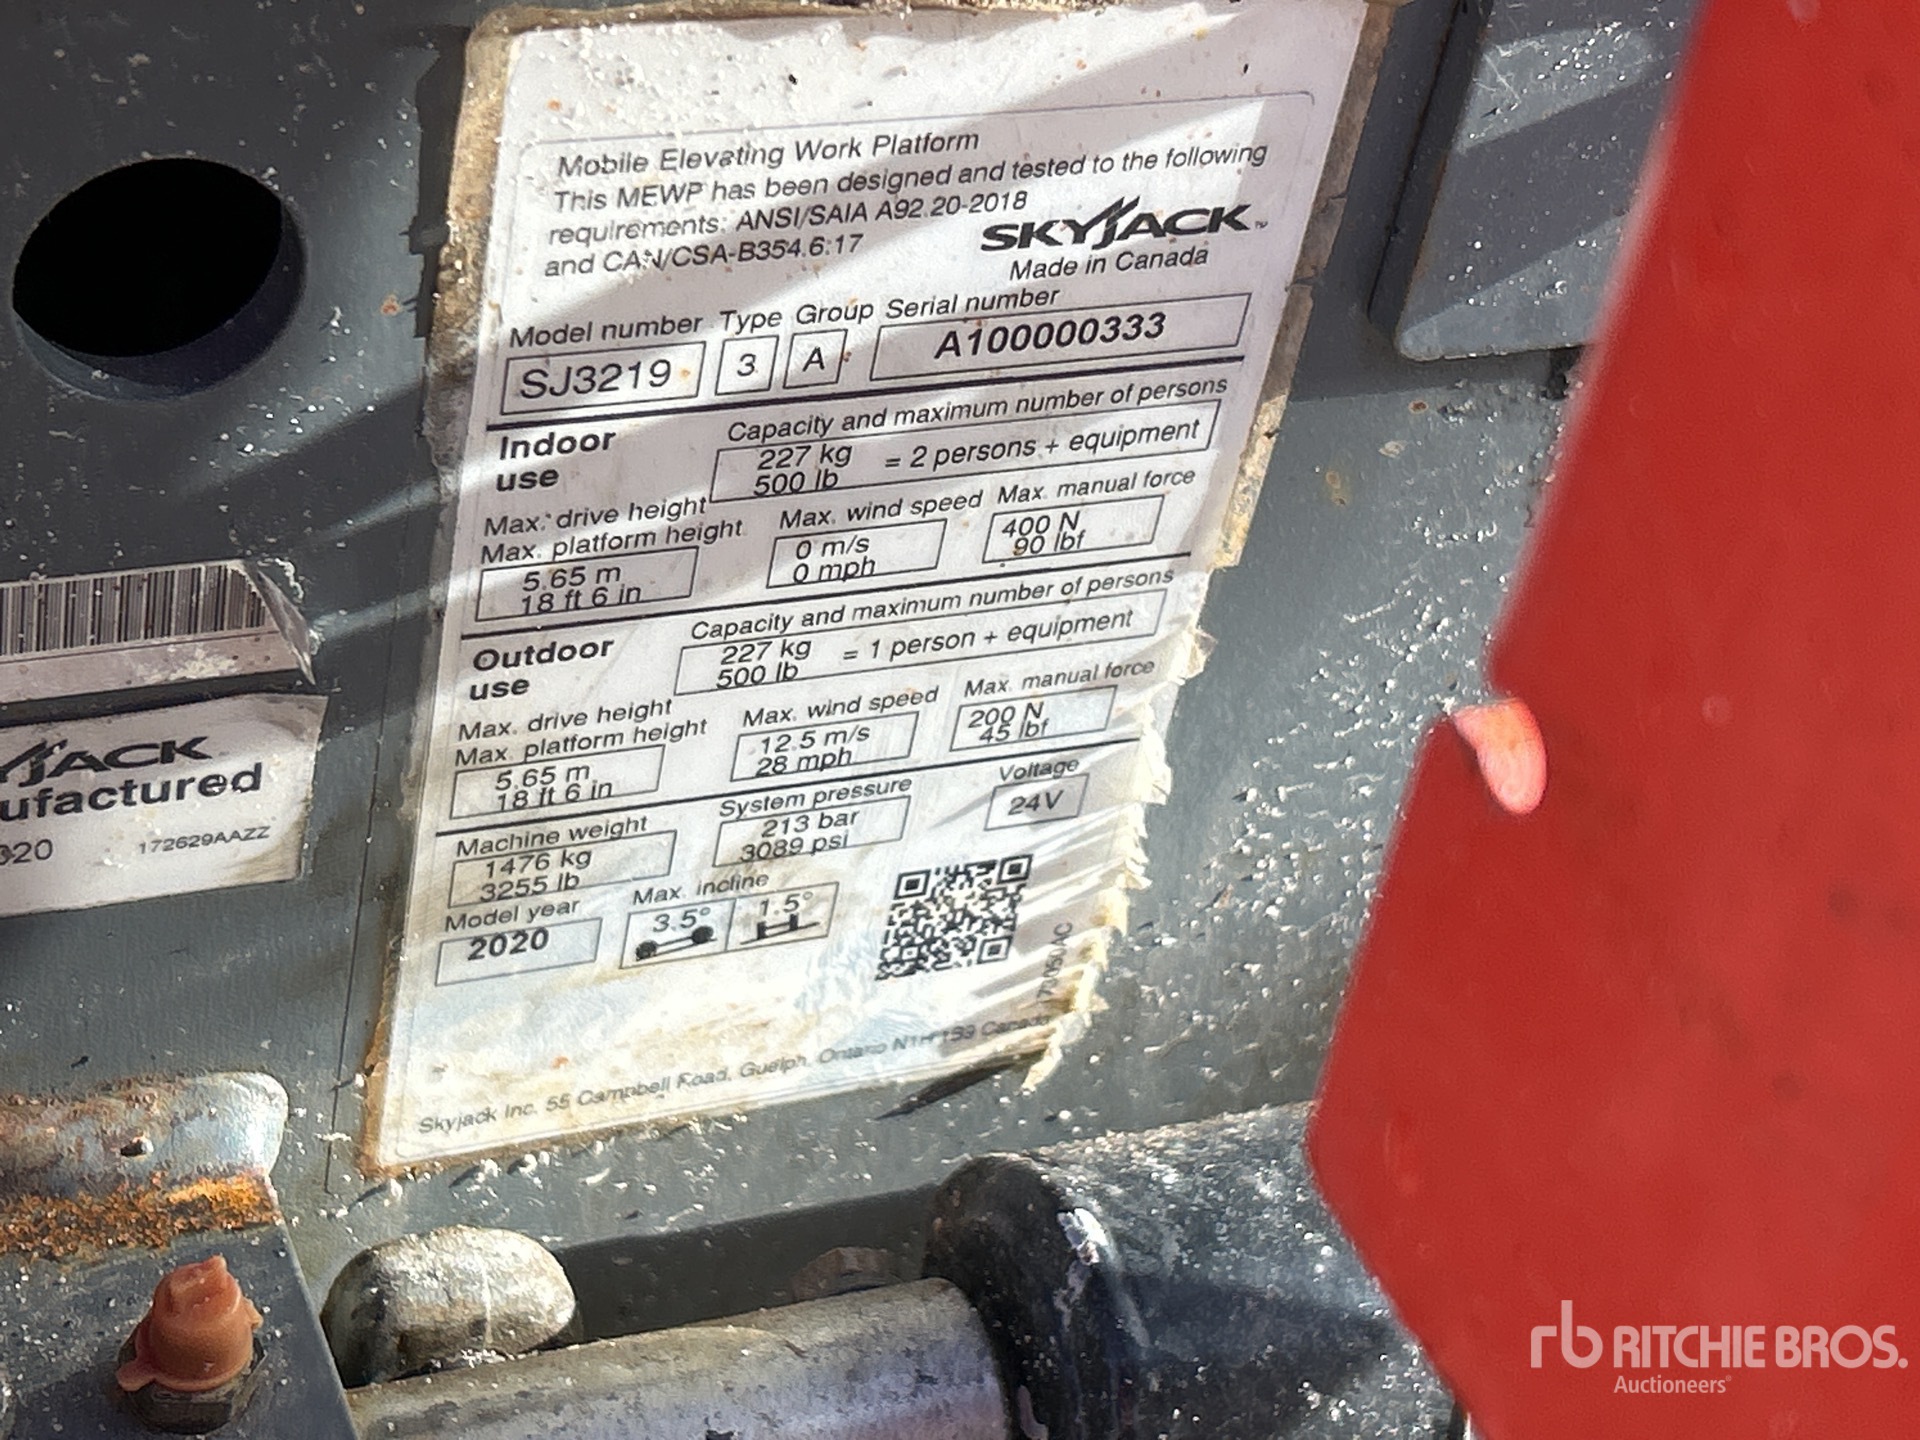 Mobile Elevating Work Platform
This MEWP has been designed and tested to the following
requirements: ANSI/SAIA A92.20-2018
and CAN/CSA-B354.6:17
SKYJACK™
Made in Canada
Model number Type Group Serial number
SJ3219 3 A A100000333
Indoor
use
Capacity and maximum number of persons
227 kg
500 lb
= 2 persons + equipment
Max. drive height
Max. platform height
5.65 m
18 ft 6 in
Max. wind speed
0 m/s
0 mph
Max. manual force
400 N
90 lbf
Outdoor
use
Capacity and maximum number of persons
227 kg
500 lb
= 1 person + equipment
Max. drive height
Max. platform height
5.65 m
18 ft 6 in
Max. wind speed
12.5 m/s
28 mph
Max. manual force
200 N
45 lbf
Machine weight
1476 kg
3255 lb
System pressure
213 bar
3089 psi
Voltage
24V
Model year
2020
Max. incline
3.5° 1.5°
Skyjack Inc. 55 Campbell Road, Guelph, Ontario Canada
YJACK
ufactured
020 172629AAZZ
rb RITCHIE BROS.
Auctioneers